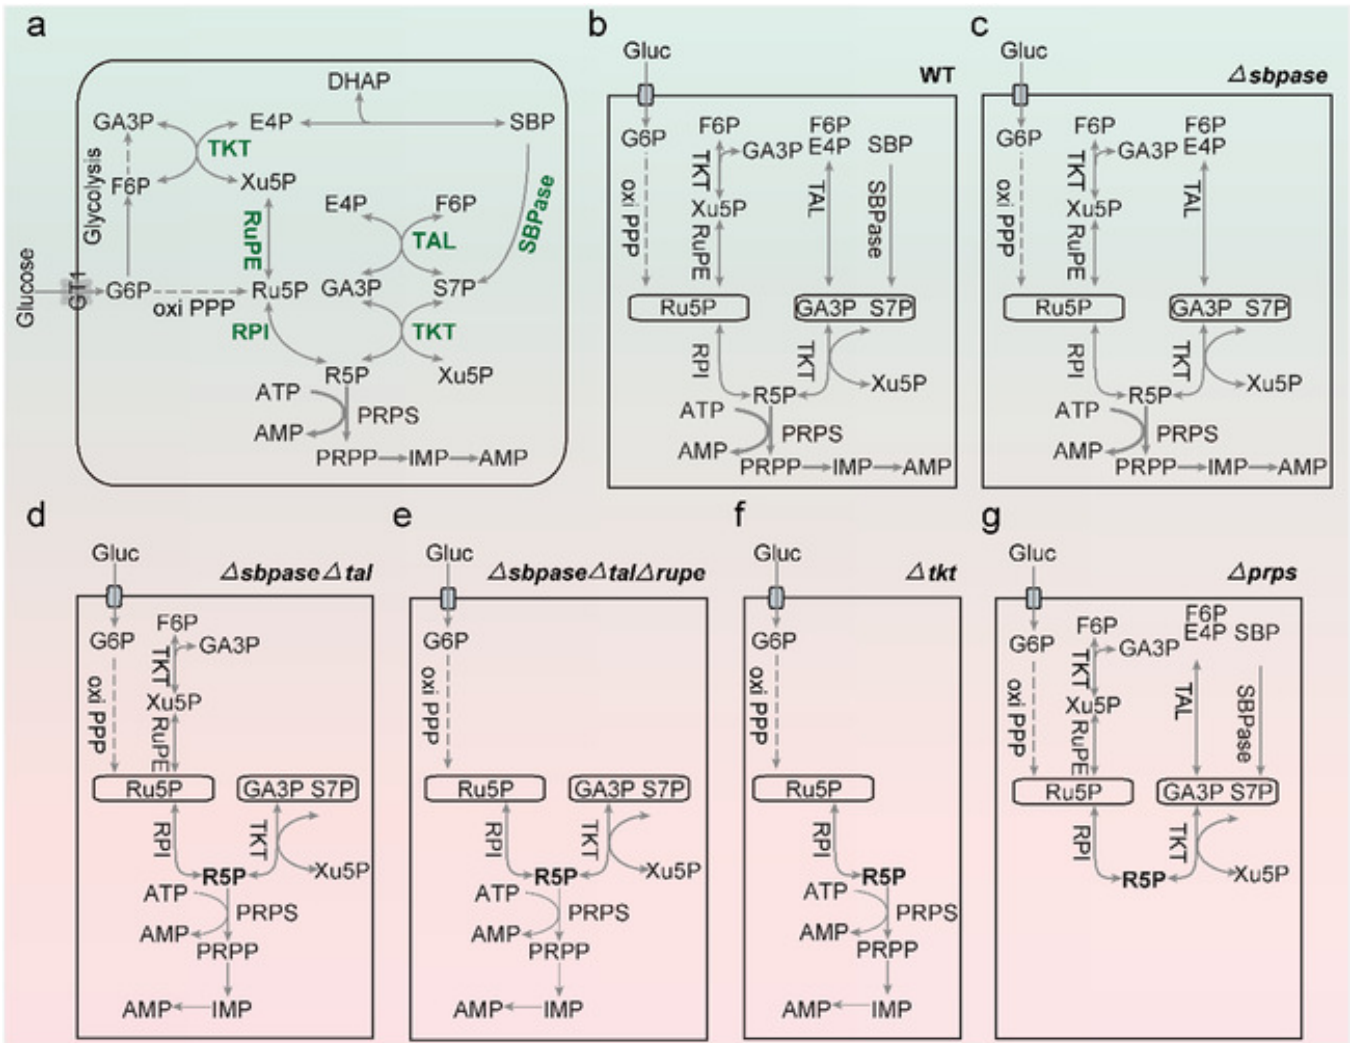 a
DHAP
GA3P
E4P
SBP
TKT
Glycolysis
F6P
Xu5P
E4P
F6P
SBPase
RuPE
TAL
Glucose
GT1
G6P
oxi PPP
Ru5P
GA3P
S7P
RPI
TKT
R5P
Xu5P
ATP
PRPS
AMP
PRPP
IMP
AMP
b
Gluc
WT
G6P
F6P
GA3P
F6P
E4P
SBP
oxi PPP
TKT
Xu5P
RuPE
TAL
SBPase
Ru5P
GA3P S7P
RPI
TKT
Xu5P
R5P
ATP
AMP
PRPS
PRPP
IMP
AMP
c
Gluc
△sbpase
G6P
F6P
GA3P
F6P
E4P
oxi PPP
TKT
Xu5P
RuPE
TAL
Ru5P
GA3P S7P
RPI
TKT
Xu5P
R5P
ATP
AMP
PRPS
PRPP
IMP
AMP
d
Gluc
△sbpase△tal
G6P
F6P
GA3P
oxi PPP
TKT
Xu5P
RuPE
Ru5P
GA3P S7P
RPI
TKT
Xu5P
R5P
ATP
PRPS
AMP
PRPP
AMP
IMP
e
Gluc
△sbpase△tal△rupe
G6P
oxi PPP
Ru5P
GA3P S7P
RPI
TKT
Xu5P
R5P
ATP
PRPS
AMP
PRPP
AMP
IMP
f
Gluc
△tkt
G6P
oxi PPP
Ru5P
RPI
R5P
ATP
PRPS
AMP
PRPP
AMP
IMP
g
Gluc
△prps
G6P
F6P
GA3P
F6P
E4P
SBP
oxi PPP
TKT
Xu5P
RuPE
TAL
SBPase
Ru5P
GA3P S7P
RPI
TKT
Xu5P
R5P